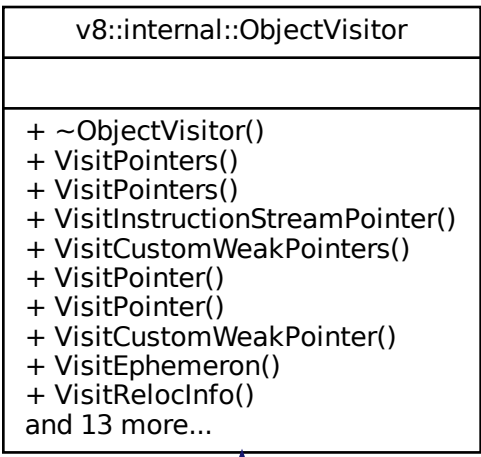 v8::internal::ObjectVisitor
+ ~ObjectVisitor()
+ VisitPointers()
+ VisitPointers()
+ VisitInstructionStreamPointer()
+ VisitCustomWeakPointers()
+ VisitPointer()
+ VisitPointer()
+ VisitCustomWeakPointer()
+ VisitEphemeron()
+ VisitRelocInfo()
and 13 more...